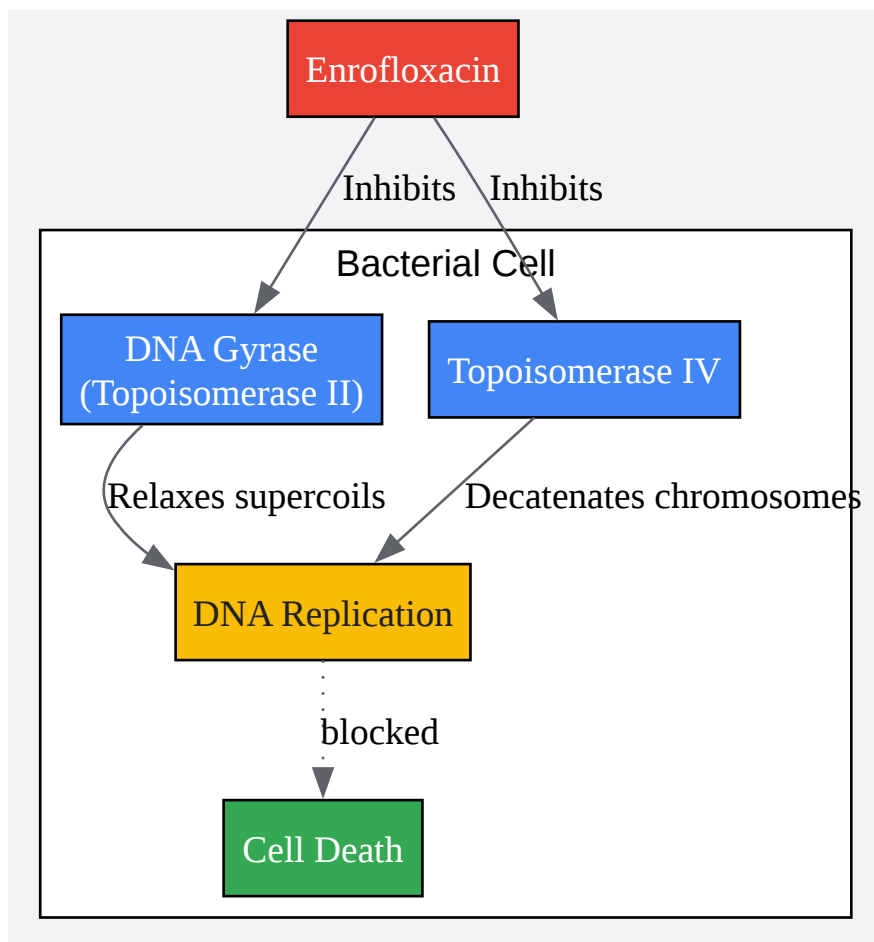 Enrofloxacin
Inhibits
Inhibits
Bacterial Cell
DNA Gyrase
(Topoisomerase II)
Topoisomerase IV
Relaxes supercoils
Decatenates chromosomes
DNA Replication
blocked
Cell Death